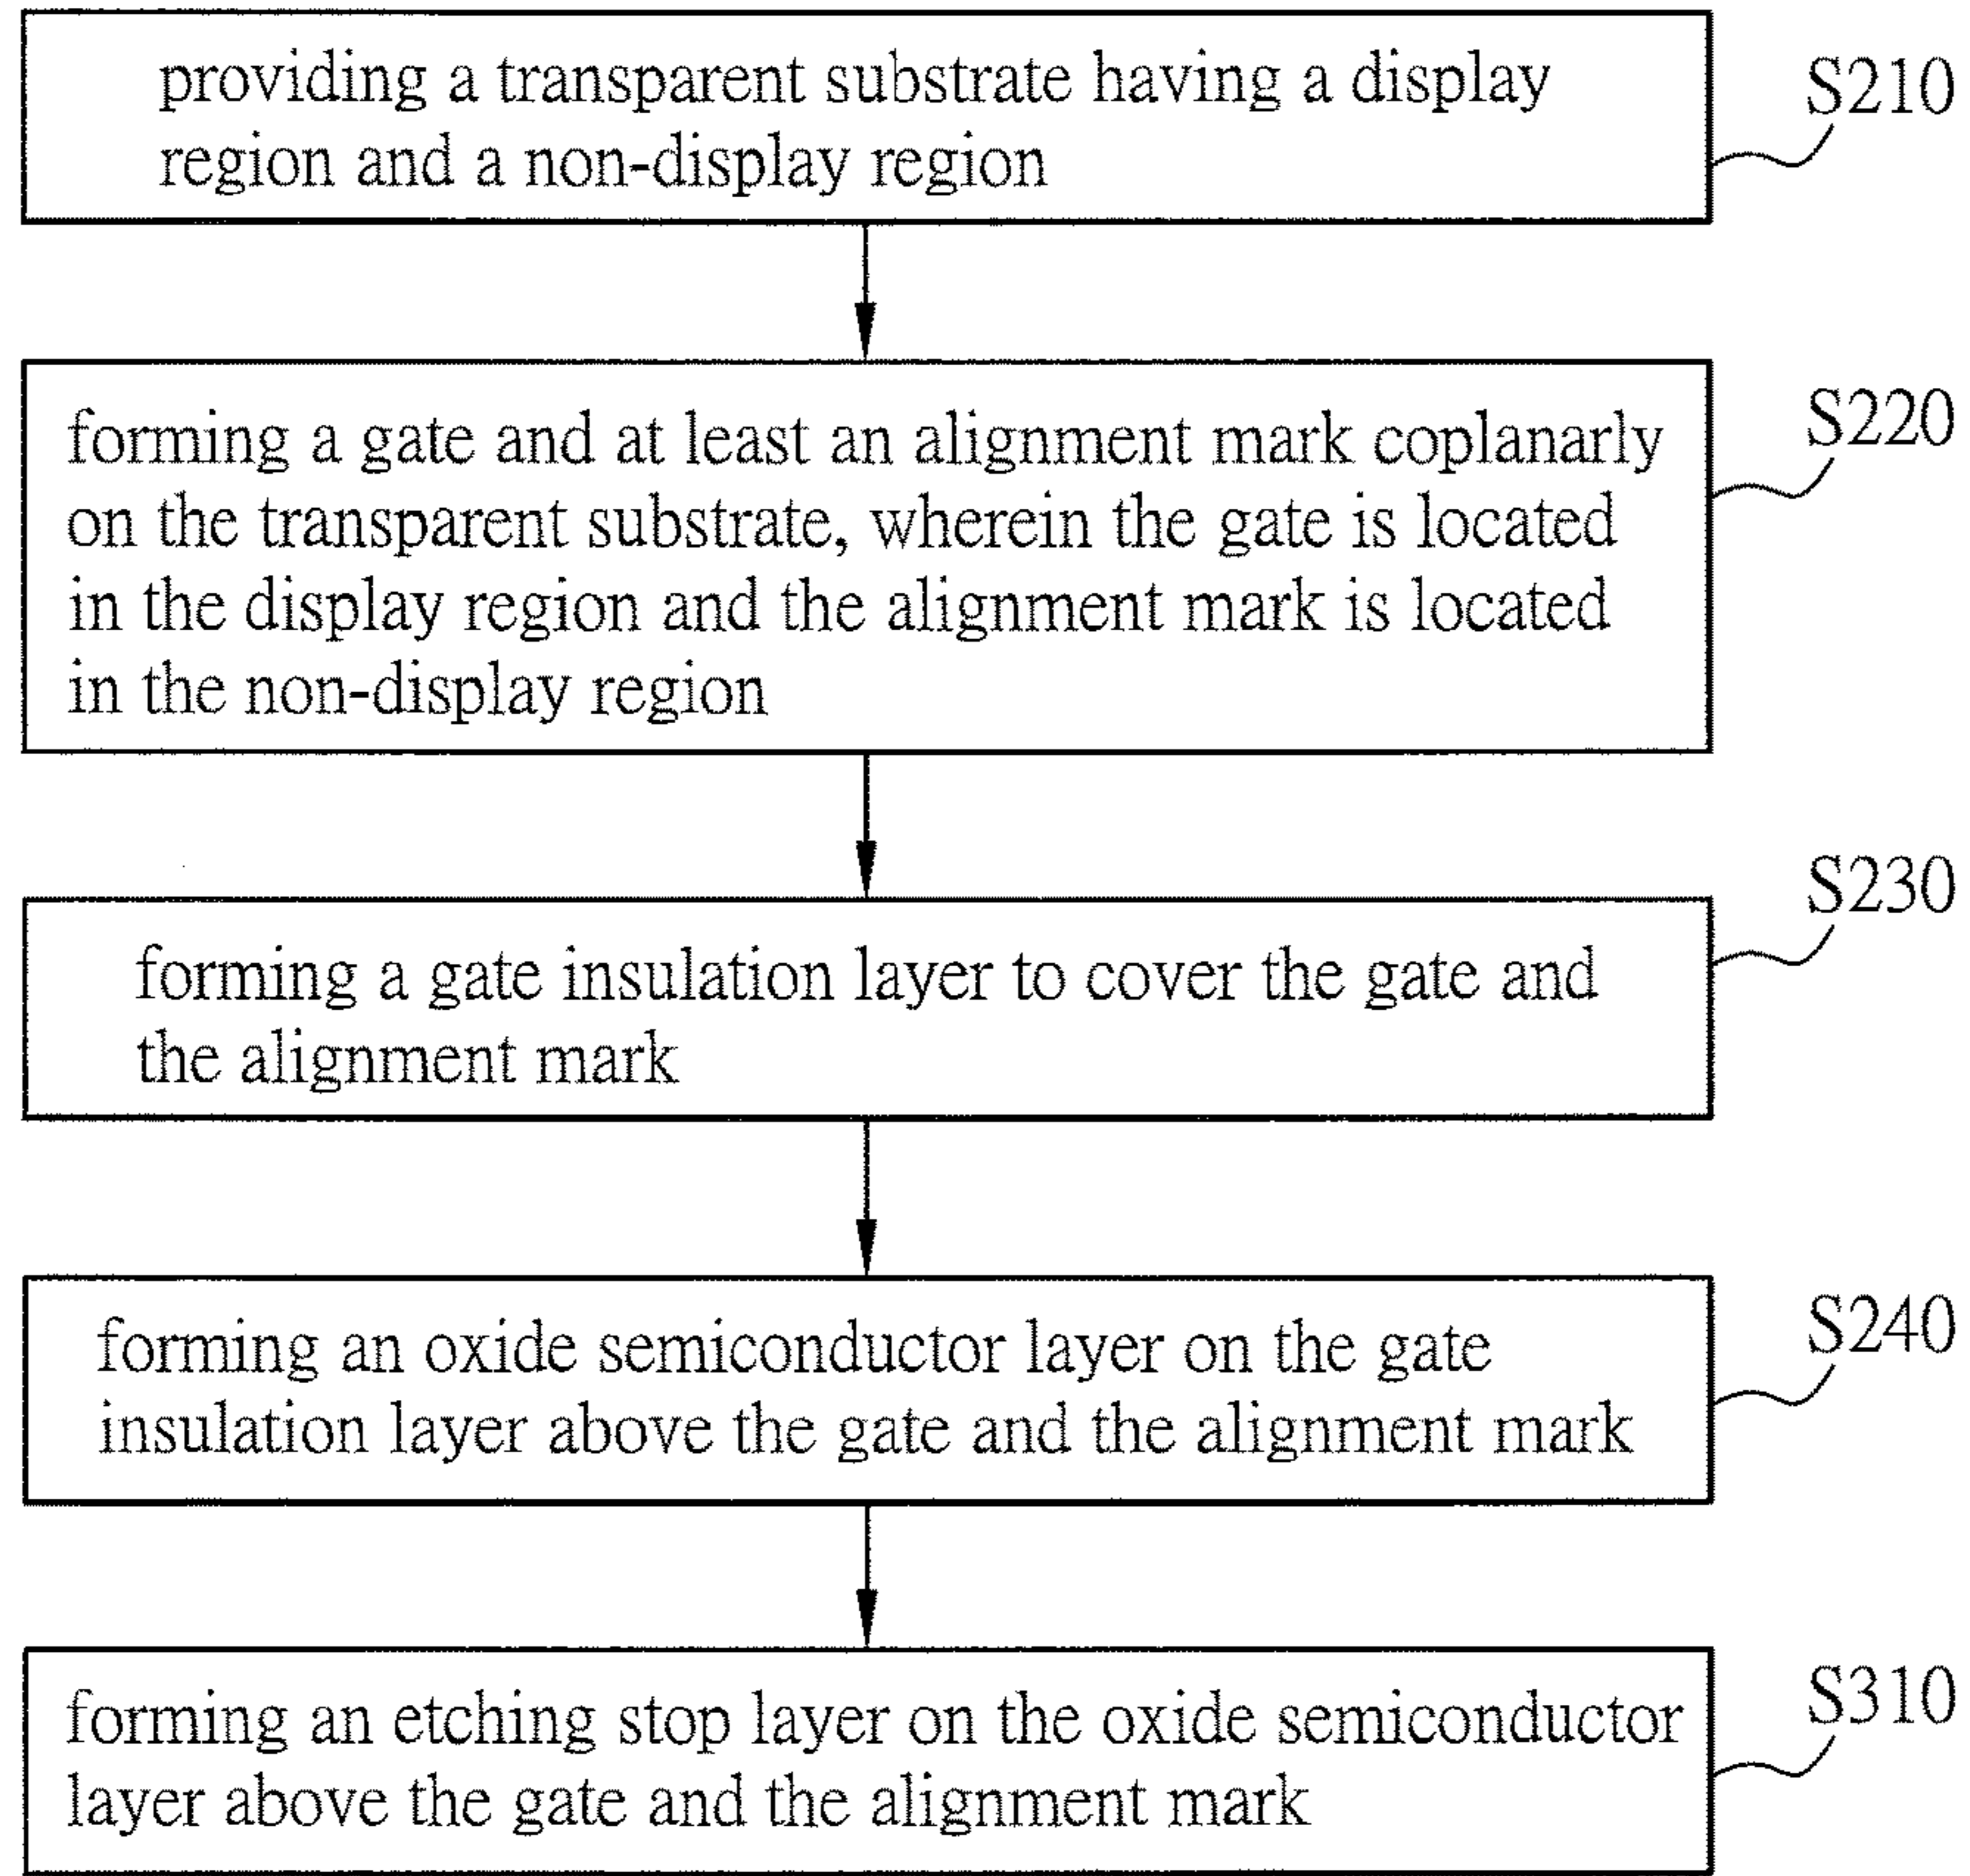 providing a transparent substrate having a display
region and a non-display region
S210
forming a gate and at least an alignment mark coplanarly
on the transparent substrate, wherein the gate is located
in the display region and the alignment mark is located
in the non-display region
S220
forming a gate insulation layer to cover the gate and
the alignment mark
S230
forming an oxide semiconductor layer on the gate
insulation layer above the gate and the alignment mark
S240
forming an etching stop layer on the oxide semiconductor
layer above the gate and the alignment mark
S310